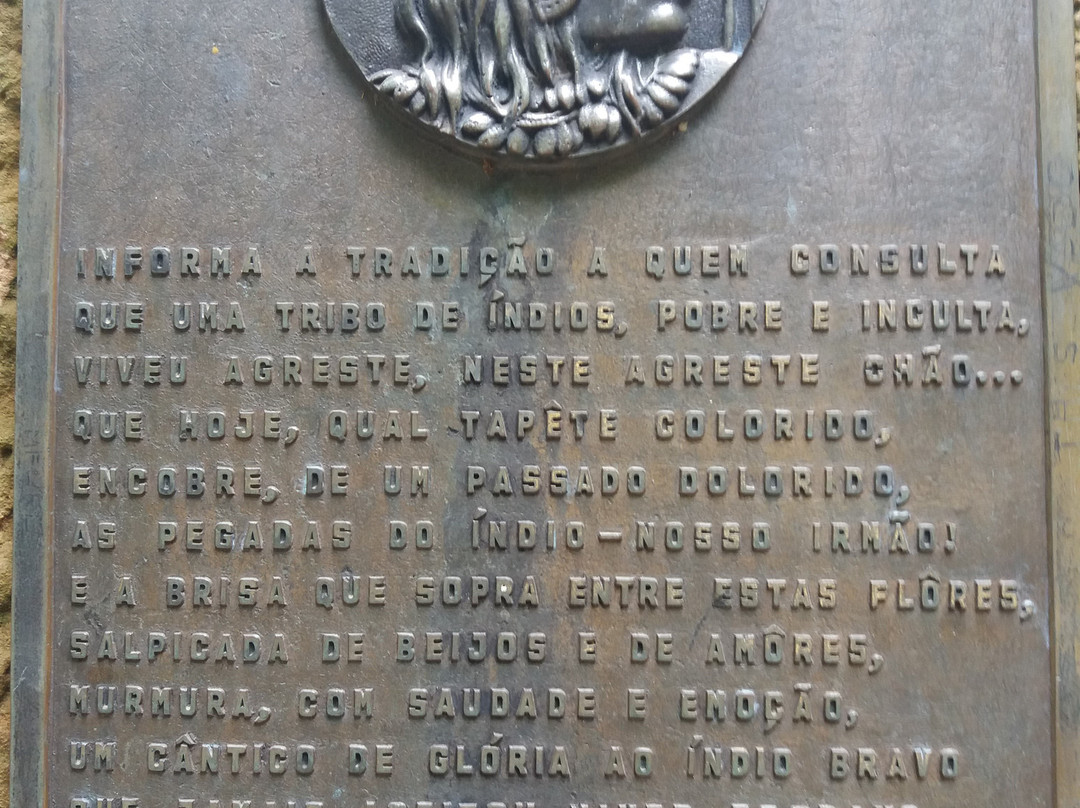 INFORMA Á TRADIÇÃO A QUEM CONSULTA
QUE UMA TRIBO DE ÍNDIOS, POBRE E INCULTA,
VIVEU AGRESTE, NESTE AGRESTE CHÃO...
QUE HOJE, QUAL TAPÊTE COLORIDO,
ENCOBRE, DE UM PASSADO DOLORIDO,
AS PEGADAS DO ÍNDIO-NOSSO IRMÃO!
E A BRISA QUE SOPRA ENTRE ESTAS FLÔRES,
SALPICADA DE BEIJOS E DE AMÔRES,
MURMURA, COM SAUDADE E EMOÇÃO,
UM CÂNTICO DE GLÓRIA AO ÍNDIO BRAVO
QUE JAMAIS